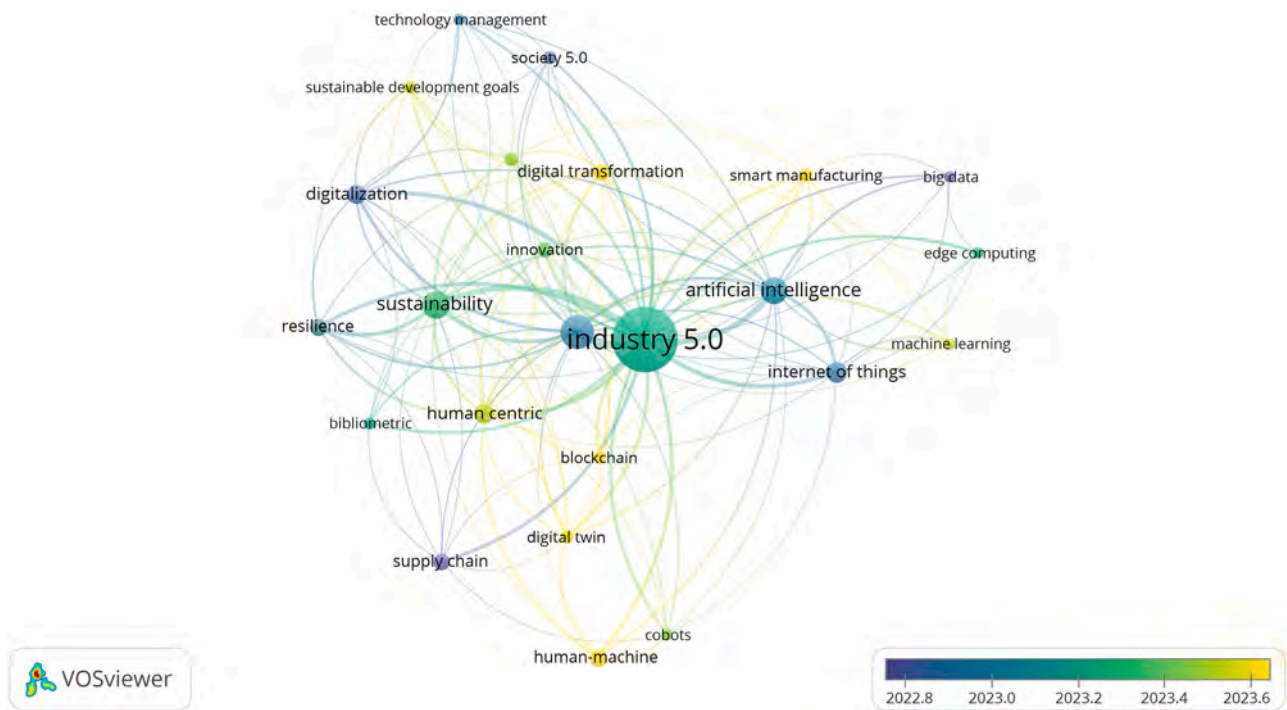 technology management
society 5.0
sustainable development goals
digital transformation
smart manufacturing
big data
digitalization
innovation
edge computing
artificial intelligence
sustainability
resilience
industry 5.0
machine learning
internet of things
human centric
bibliometric
blockchain
digital twin
supply chain
cobots
human-machine
VOSviewer
2022.8 2023.0 2023.2 2023.4 2023.6